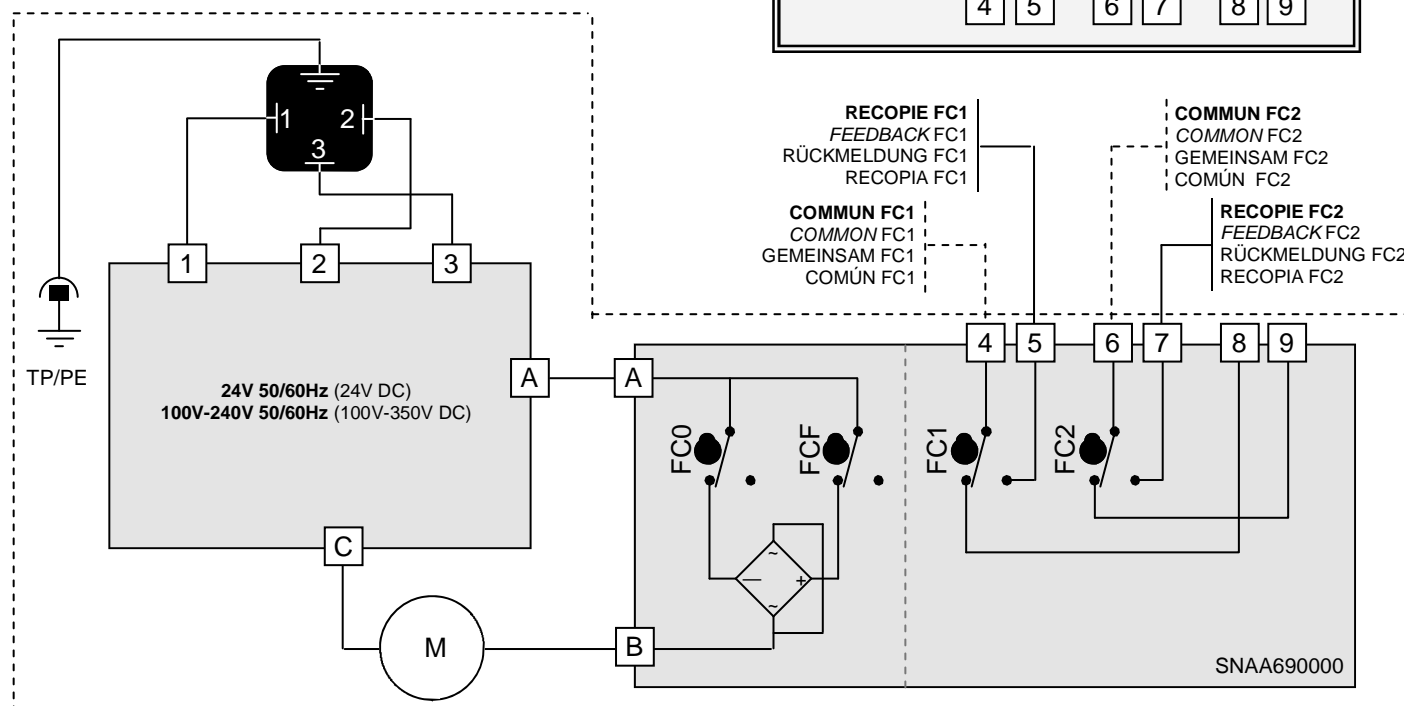 4 5 6 7 8 9
RECOPIE FC1
FEEDBACK FC1
RÜCKMELDUNG FC1
RECOPIA FC1
COMMUN FC2
COMMON FC2
GEMEINSAM FC2
COMÚN FC2
COMMUN FC1
COMMON FC1
GEMEINSAM FC1
COMÚN FC1
RECOPIE FC2
FEEDBACK FC2
RÜCKMELDUNG FC2
RECOPIA FC2
1 2
3
1 2 3
TP/PE
24V 50/60Hz (24V DC)
100V-240V 50/60Hz (100V-350V DC)
A
C
M
A
B
4 5 6 7 8 9
FC0
FCF
FC1
FC2
~
— +
~
SNAA690000